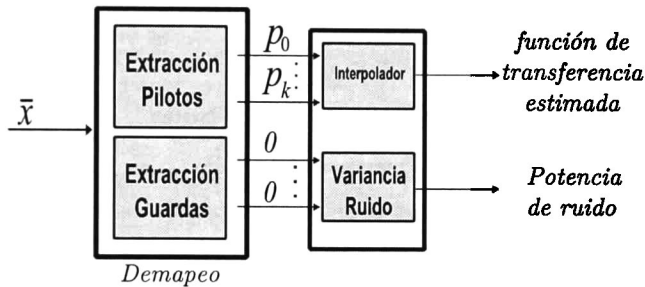 Extracción
Pilotos
Extracción
Guardas
Demapeo
x̄
p₀
pₖ
0
0
Interpolador
Variancia
Ruido
función de
transferencia
estimada
Potencia
de ruido